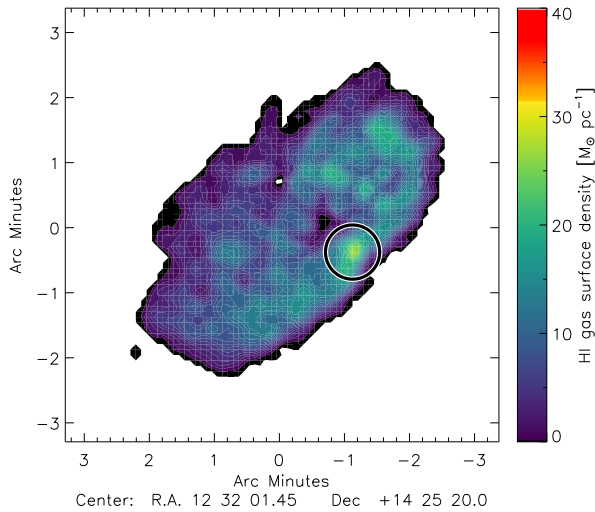 3
2
1
0
−1
−2
−3
Arc Minutes
3 2 1 0 −1 −2 −3
Arc Minutes
Center: R.A. 12 32 01.45 Dec +14 25 20.0
40
30
20
10
0
HI gas surface density [M⊙ pc⁻¹]